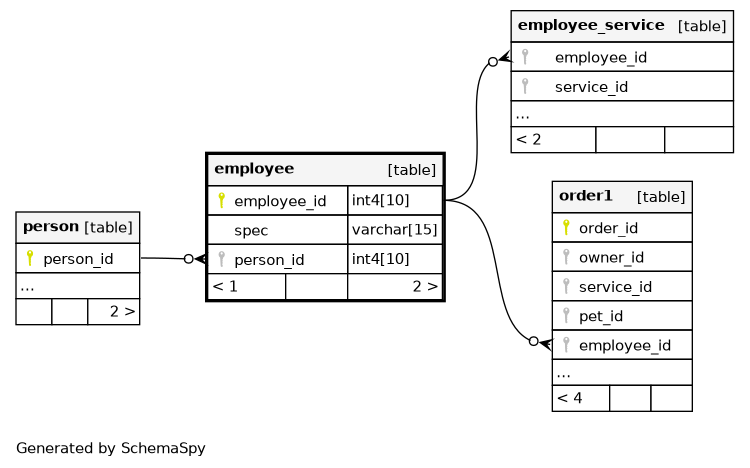 employee_service [table]
employee_id
service_id
...
< 2
employee [table]
employee_id int4[10]
spec varchar[15]
person_id int4[10]
< 1 2 >
order1 [table]
order_id
owner_id
service_id
pet_id
employee_id
...
< 4
person [table]
person_id
...
2 >
Generated by SchemaSpy